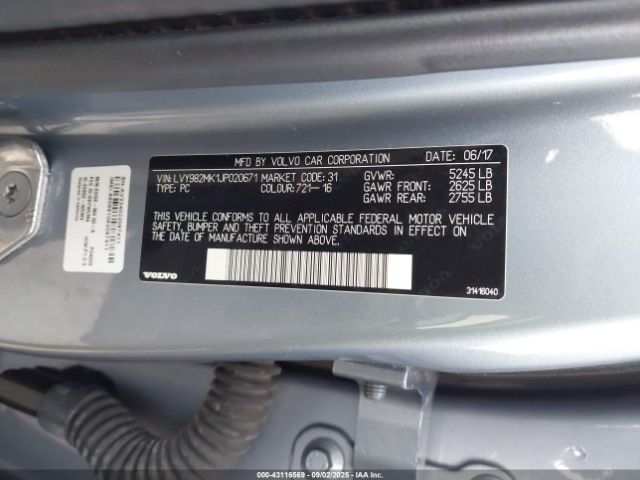 MFD BY VOLVO CAR CORPORATION DATE: 06/17
VIN: LVY982MK1JP020671 MARKET CODE: 31 GVWR: 5245 LB
TYPE: PC COLOUR: 721-16 GAWR FRONT: 2625 LB
GAWR REAR: 2755 LB
THIS VEHICLE CONFORMS TO ALL APPLICABLE FEDERAL MOTOR VEHICLE
SAFETY, BUMPER AND THEFT PREVENTION STANDARDS IN EFFECT ON
THE DATE OF MANUFACTURE SHOWN ABOVE.
VOLVO
31416040
000-43116569 - 09/02/2025 - IAAI.COM